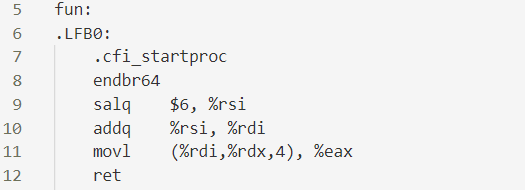 5 fun:
6 .LFB0:
7 .cfi_startproc
8 endbr64
9 salq $6, %rsi
10 addq %rsi, %rdi
11 movl (%rdi,%rdx,4), %eax
12 ret